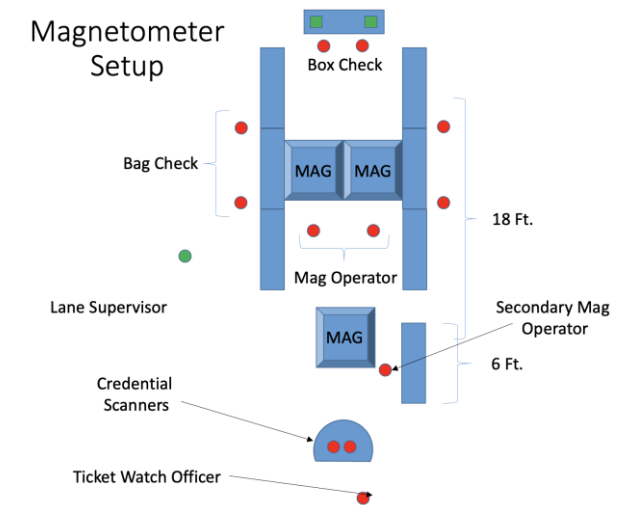 Magnetometer
Setup
Box Check
Bag Check
MAG
MAG
18 Ft.
Mag Operator
Lane Supervisor
Secondary Mag
Operator
MAG
6 Ft.
Credential
Scanners
Ticket Watch Officer